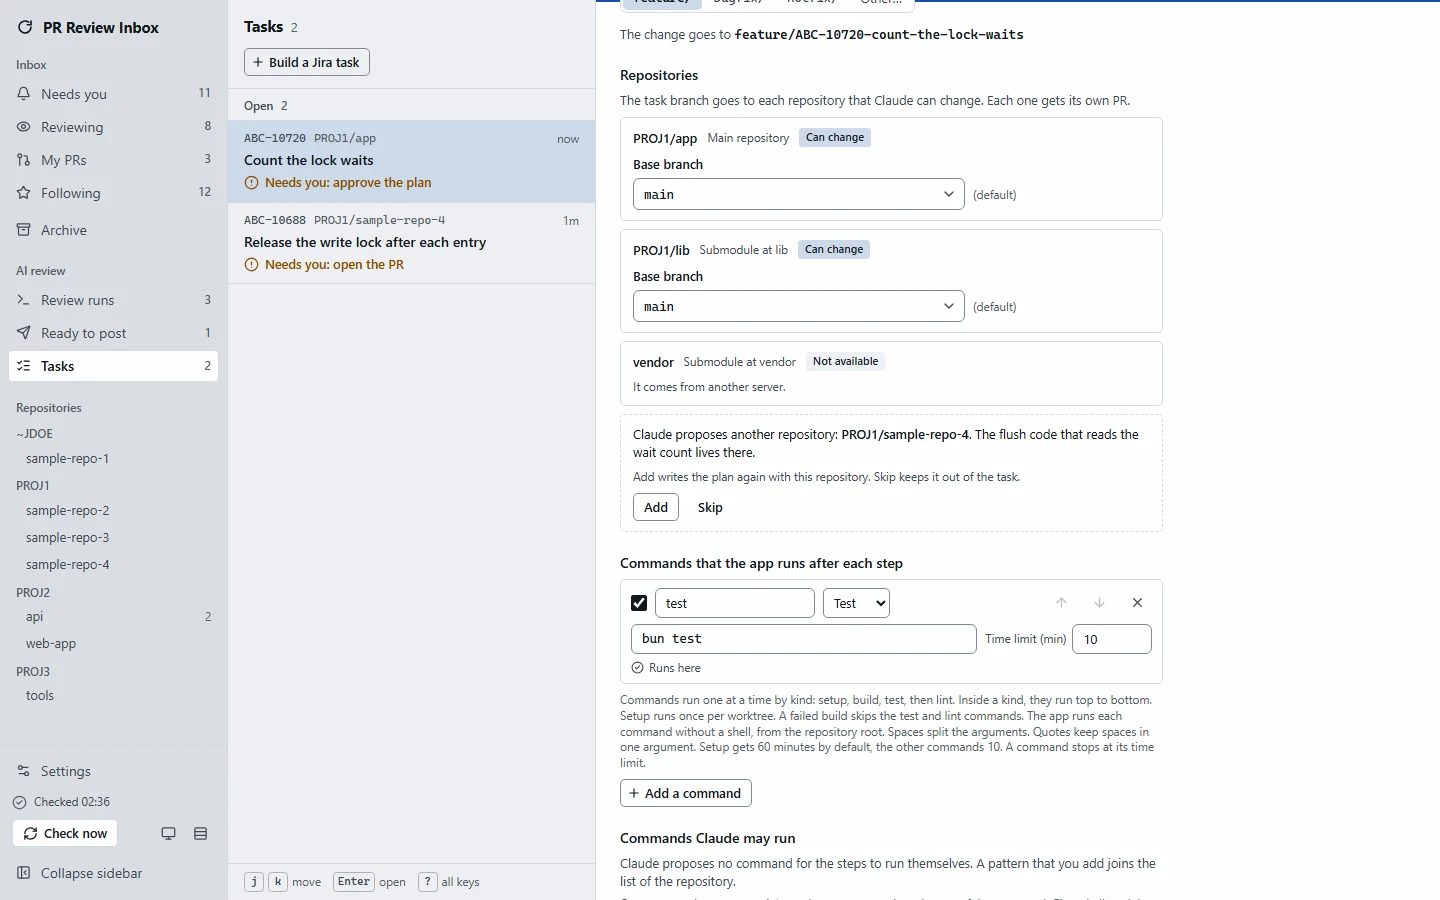 PR Review Inbox
Inbox
Needs you 11
Reviewing 8
My PRs 3
Following 12
Archive
AI review
Review runs 3
Ready to post 1
Tasks 2
Repositories
~JDOE
sample-repo-1
PROJ1
sample-repo-2
sample-repo-3
sample-repo-4
PROJ2
api 2
web-app
PROJ3
tools
Settings
Checked 02:36
Check now
Collapse sidebar
Tasks 2
+ Build a Jira task
Open 2
ABC-10720 PROJ1/app now
Count the lock waits
Needs you: approve the plan
ABC-10688 PROJ1/sample-repo-4 1m
Release the write lock after each entry
Needs you: open the PR
j k move Enter open ? all keys
The change goes to feature/ABC-10720-count-the-lock-waits
Repositories
The task branch goes to each repository that Claude can change. Each one gets its own PR.
PROJ1/app Main repository Can change
Base branch
main (default)
PROJ1/lib Submodule at lib Can change
Base branch
main (default)
vendor Submodule at vendor Not available
It comes from another server.
Claude proposes another repository: PROJ1/sample-repo-4. The flush code that reads the
wait count lives there.
Add writes the plan again with this repository. Skip keeps it out of the task.
Add Skip
Commands that the app runs after each step
test Test
bun test Time limit (min) 10
Runs here
Commands run one at a time by kind: setup, build, test, then lint. Inside a kind, they run top to bottom.
Setup runs once per worktree. A failed build skips the test and lint commands. The app runs each
command without a shell, from the repository root. Spaces split the arguments. Quotes keep spaces in
one argument. Setup gets 60 minutes by default, the other commands 10. A command stops at its time
limit.
+ Add a command
Commands Claude may run
Claude proposes no command for the steps to run themselves. A pattern that you add joins the
list of the repository.